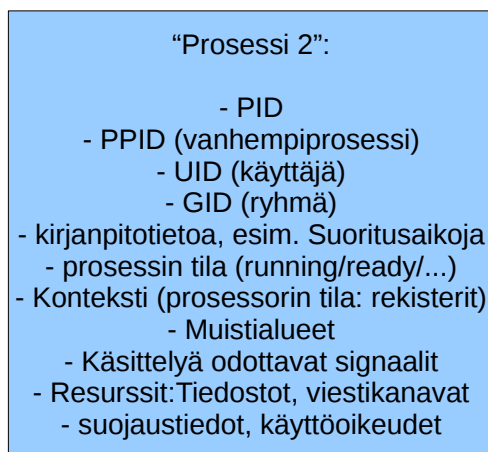 “Prosessi 2”:
- PID
- PPID (vanhempiprosessi)
- UID (käyttäjä)
- GID (ryhmä)
- kirjanpitotietoa, esim. Suoritusaikoja
- prosessin tila (running/ready/...)
- Konteksti (prosessorin tila: rekisterit)
- Muistialueet
- Käsittelyä odottavat signaalit
- Resurssit:Tiedostot, viestikanavat
- suojaustiedot, käyttöoikeudet